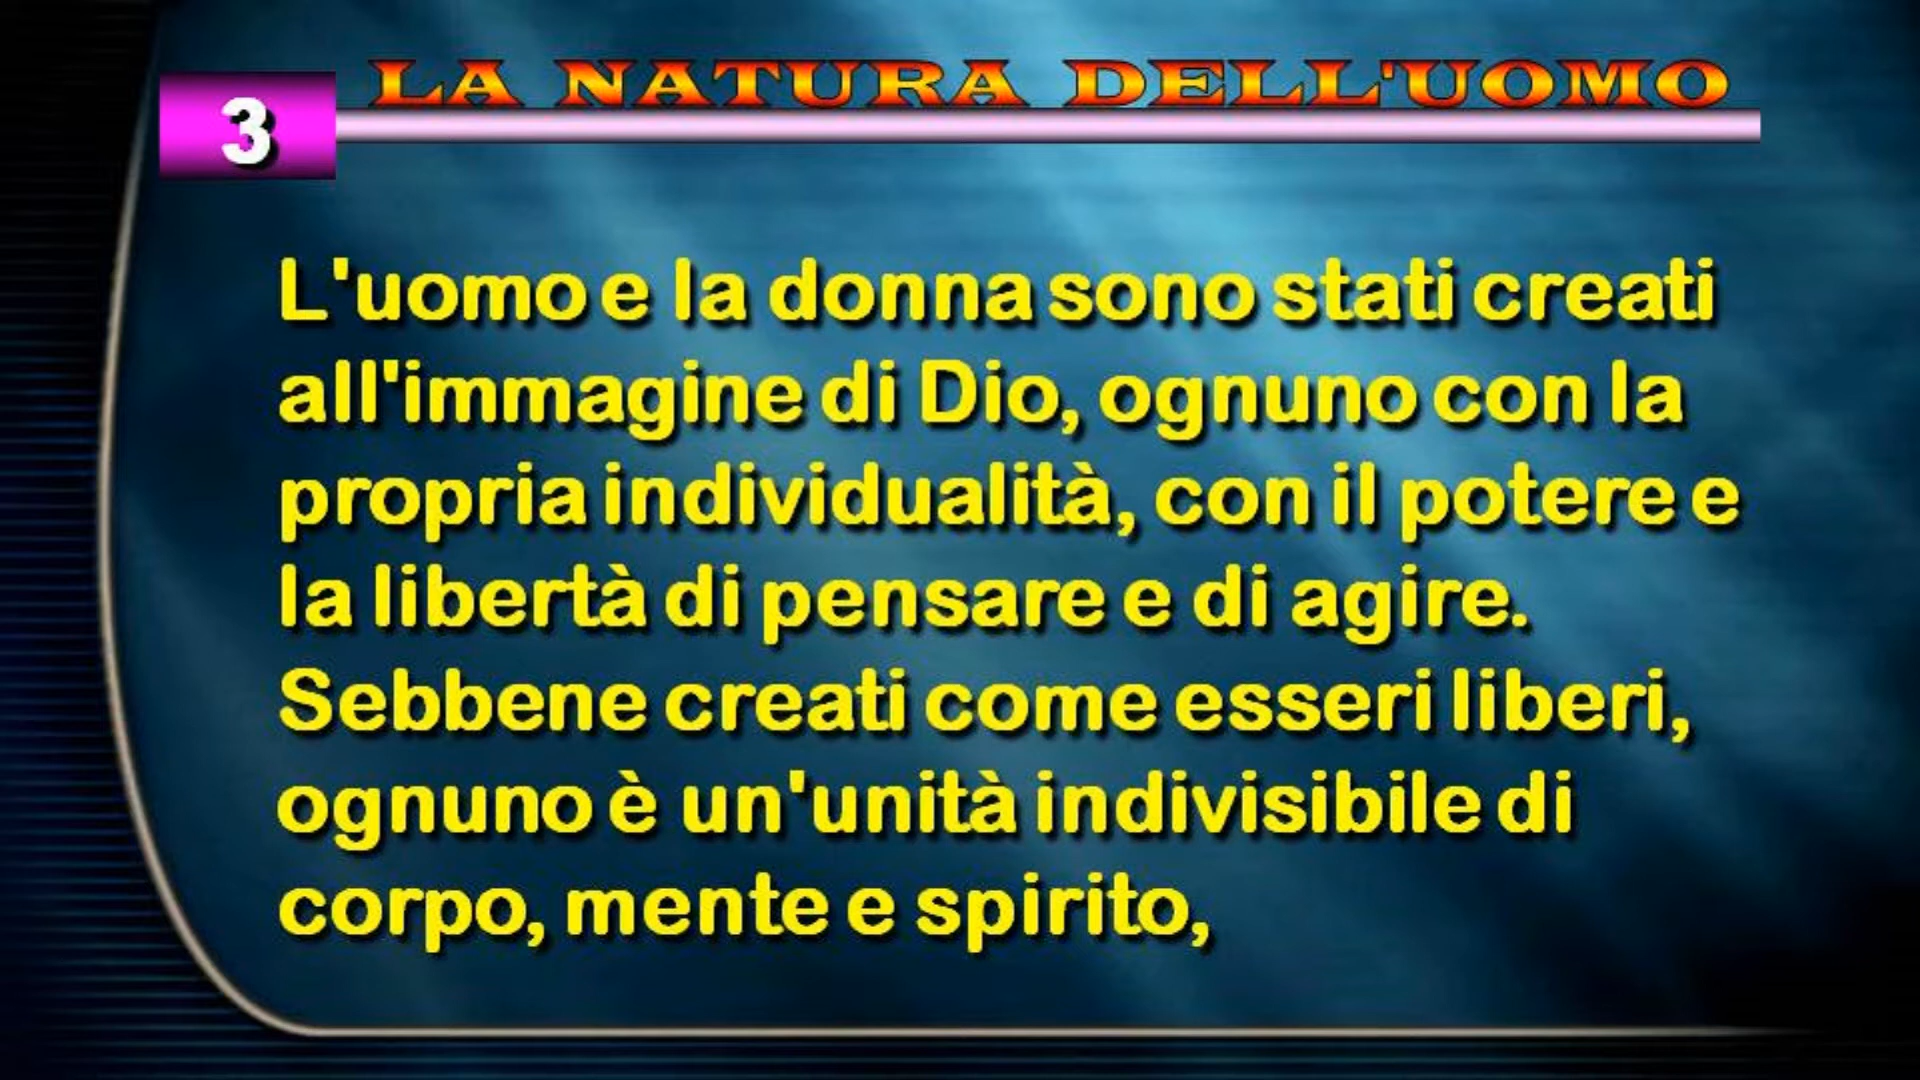 LA NATURA DELL'UOMO
3
L'uomo e la donna sono stati creati
all'immagine di Dio, ognuno con la
propria individualità, con il potere e
la libertà di pensare e di agire.
Sebbene creati come esseri liberi,
ognuno è un'unità indivisibile di
corpo, mente e spirito,